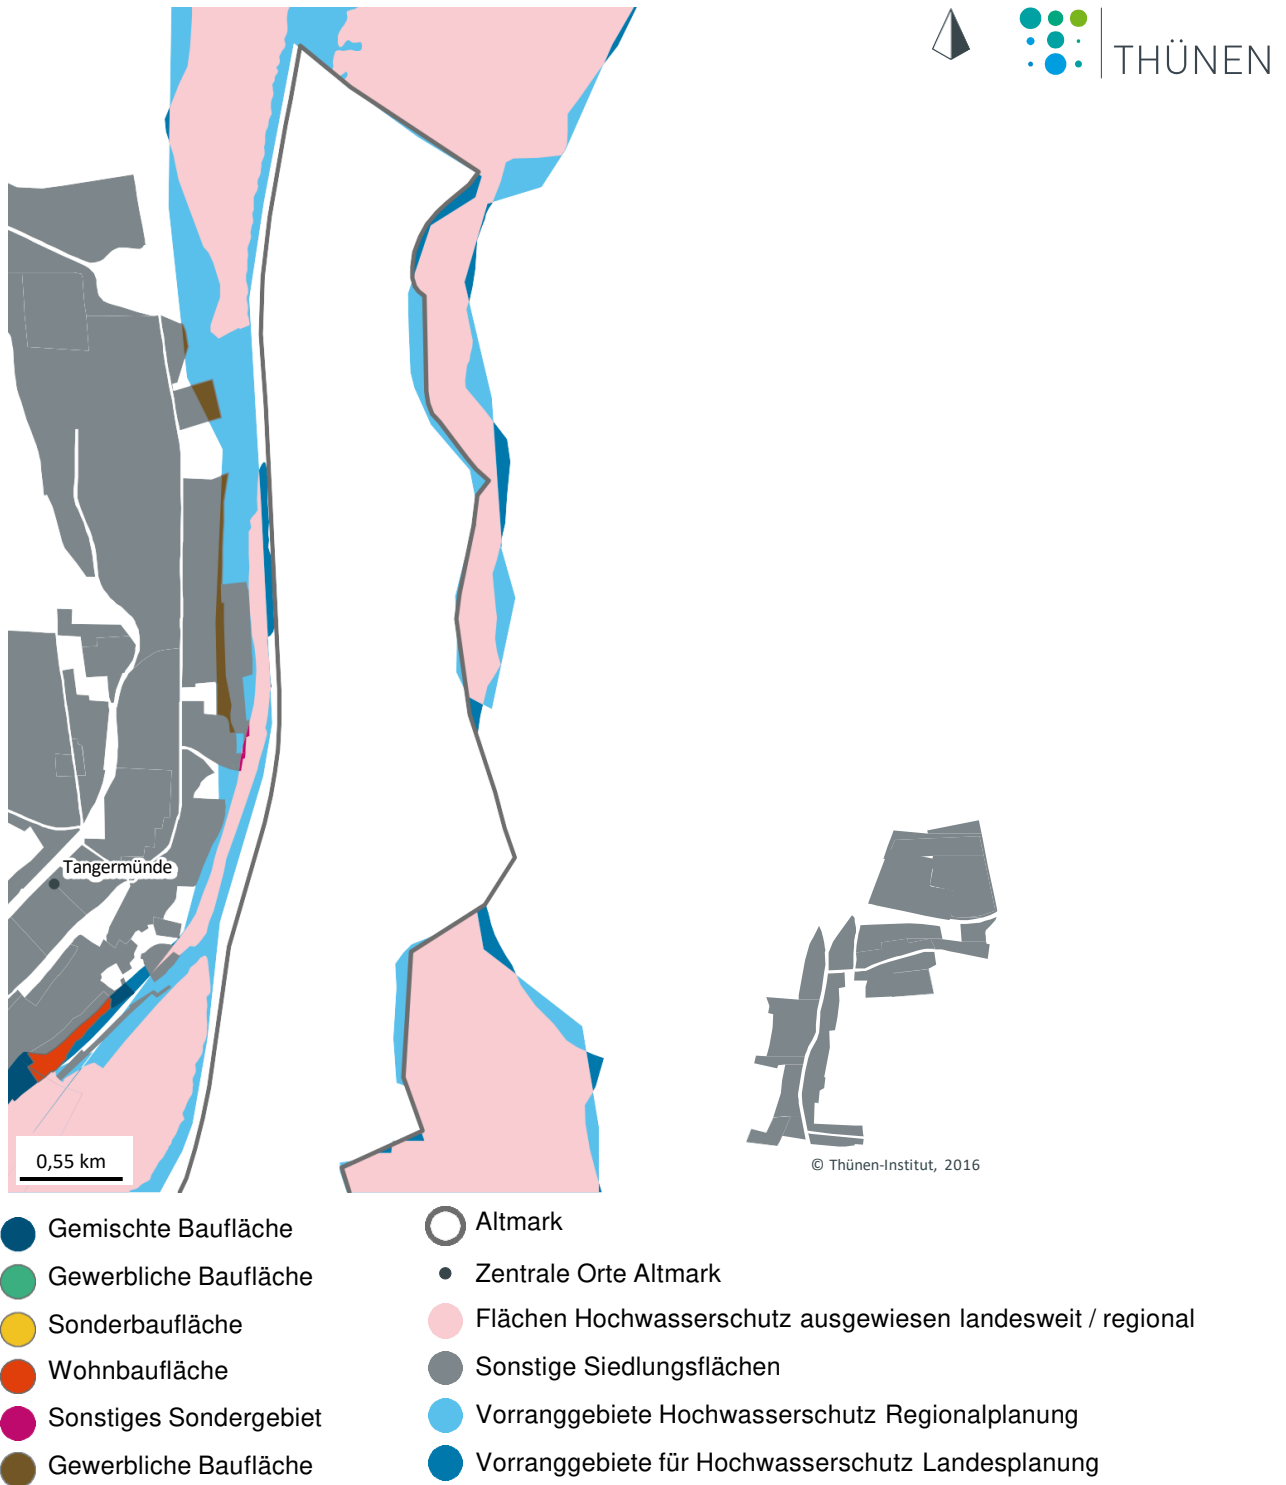 THÜNEN
Tangermünde
0,55 km
© Thünen-Institut, 2016
Gemischte Baufläche
Gewerbliche Baufläche
Sonderbaufläche
Wohnbaufläche
Sonstiges Sondergebiet
Gewerbliche Baufläche
Altmark
Zentrale Orte Altmark
Flächen Hochwasserschutz ausgewiesen landesweit / regional
Sonstige Siedlungsflächen
Vorranggebiete Hochwasserschutz Regionalplanung
Vorranggebiete für Hochwasserschutz Landesplanung